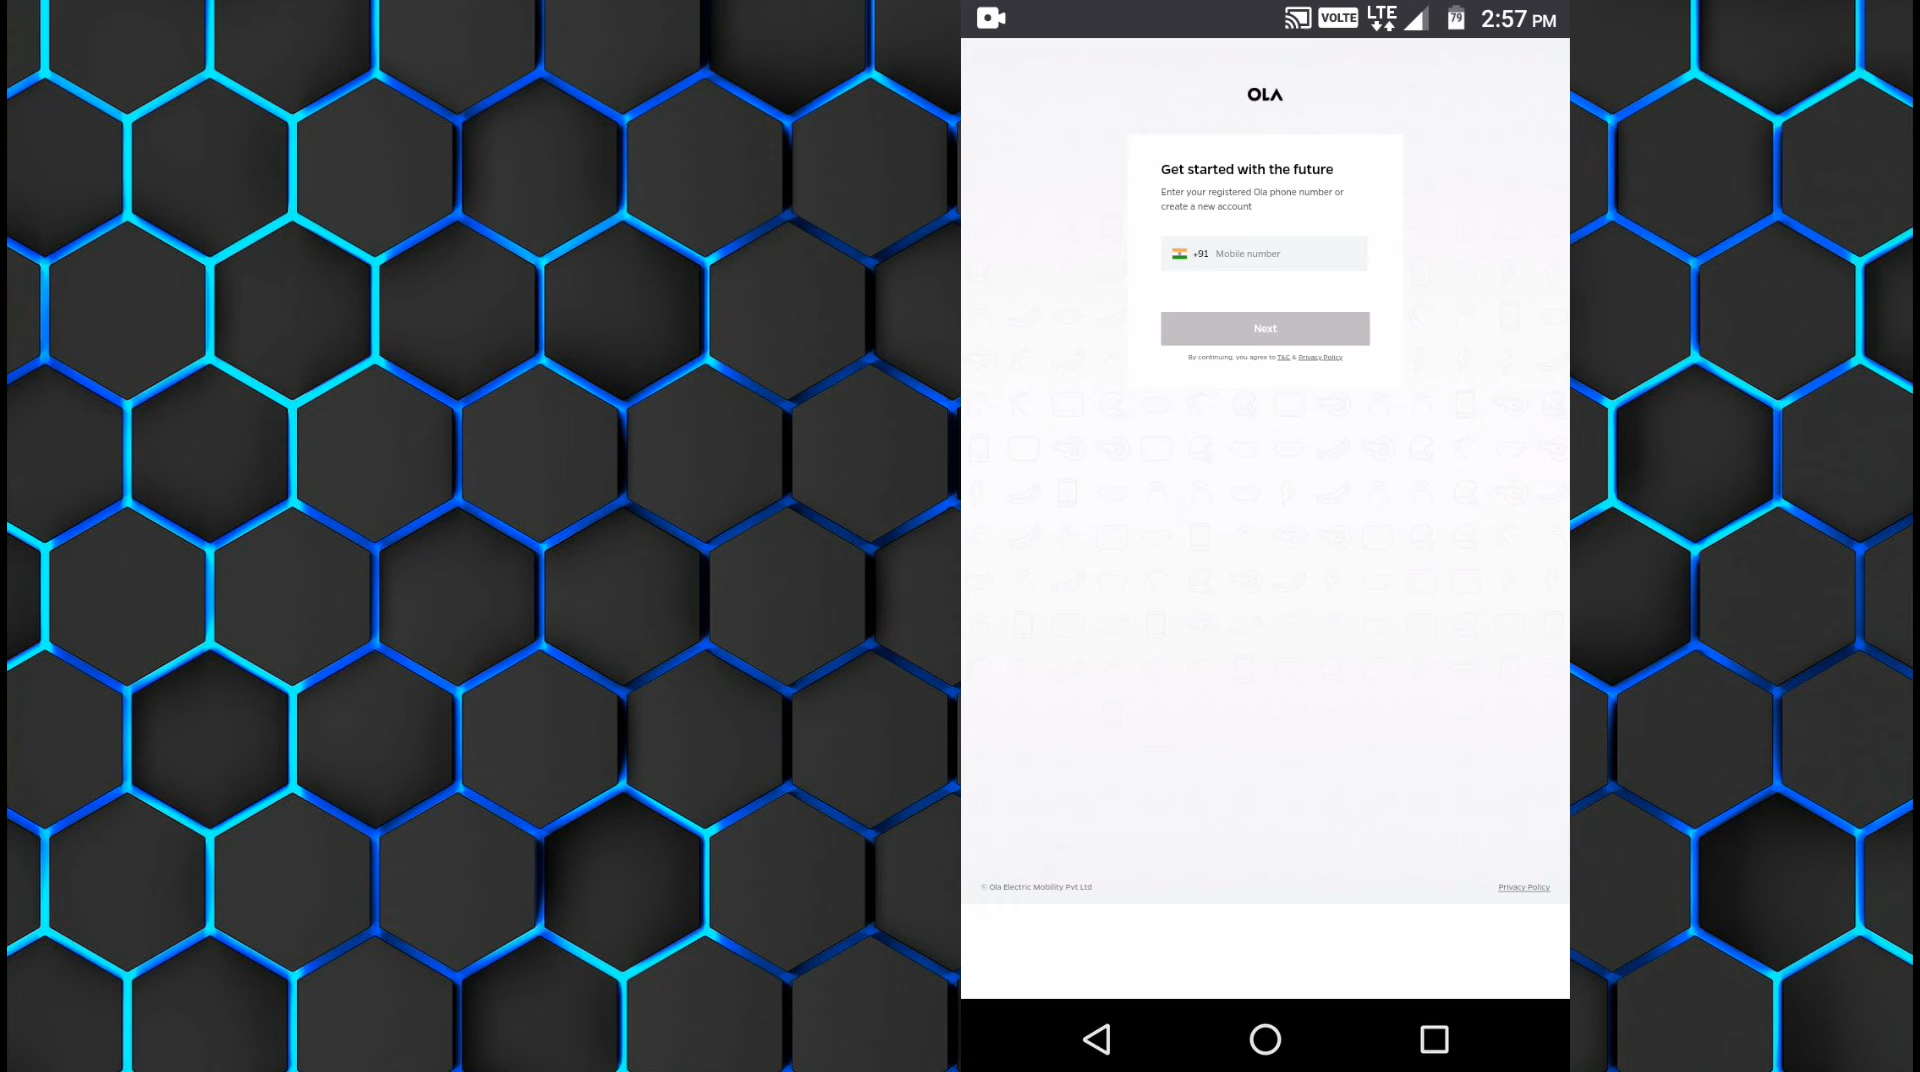 VOLTE LTE 79 2:57 PM
OLA
Get started with the future
Enter your registered Ola phone number or
create a new account
+91 Mobile number
Next
By continuing, you agree to T&C & Privacy Policy
© Ola Electric Mobility Pvt Ltd Privacy Policy